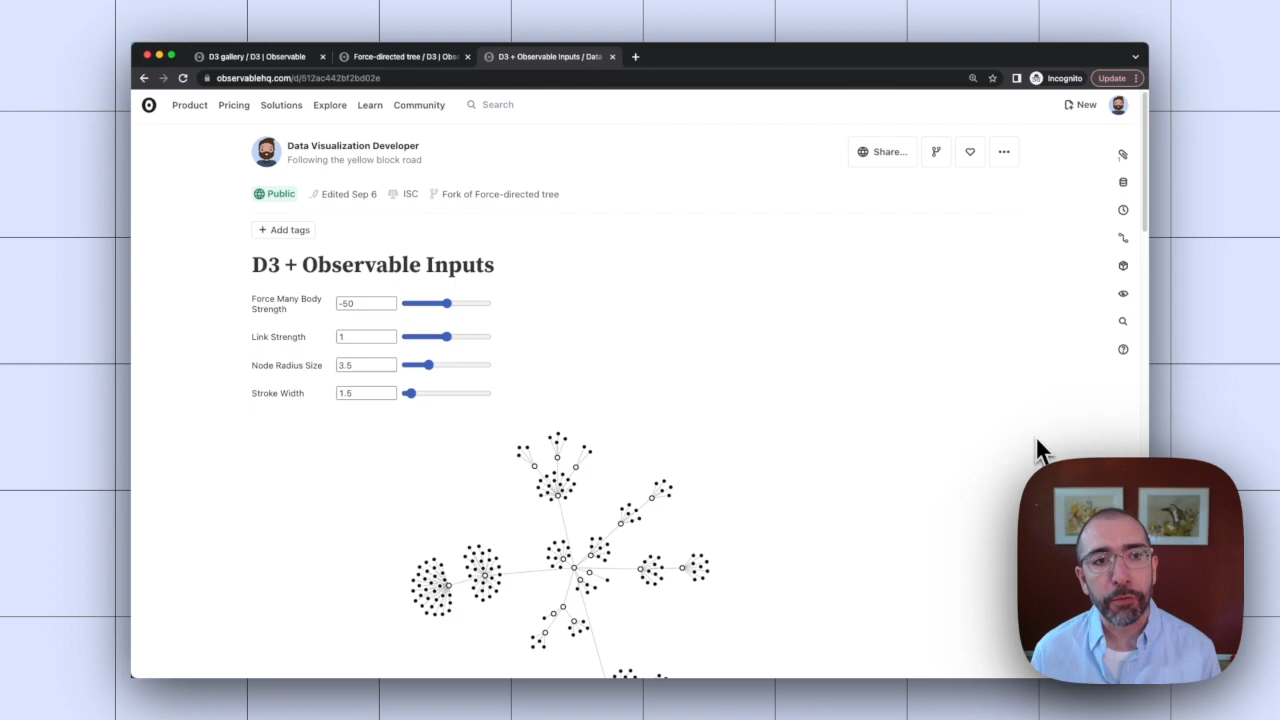 D3 gallery / D3 | Observable
Force-directed tree / D3 | Obse
D3 + Observable Inputs / Data
observablehq.com/d/512ac442bf2bd02e
Incognito
Update
Product Pricing Solutions Explore Learn Community Search
New
Data Visualization Developer
Following the yellow block road
Share...
Public Edited Sep 6 ISC Fork of Force-directed tree
+ Add tags
D3 + Observable Inputs
Force Many Body
Strength
-50
Link Strength 1
Node Radius Size 3.5
Stroke Width 1.5